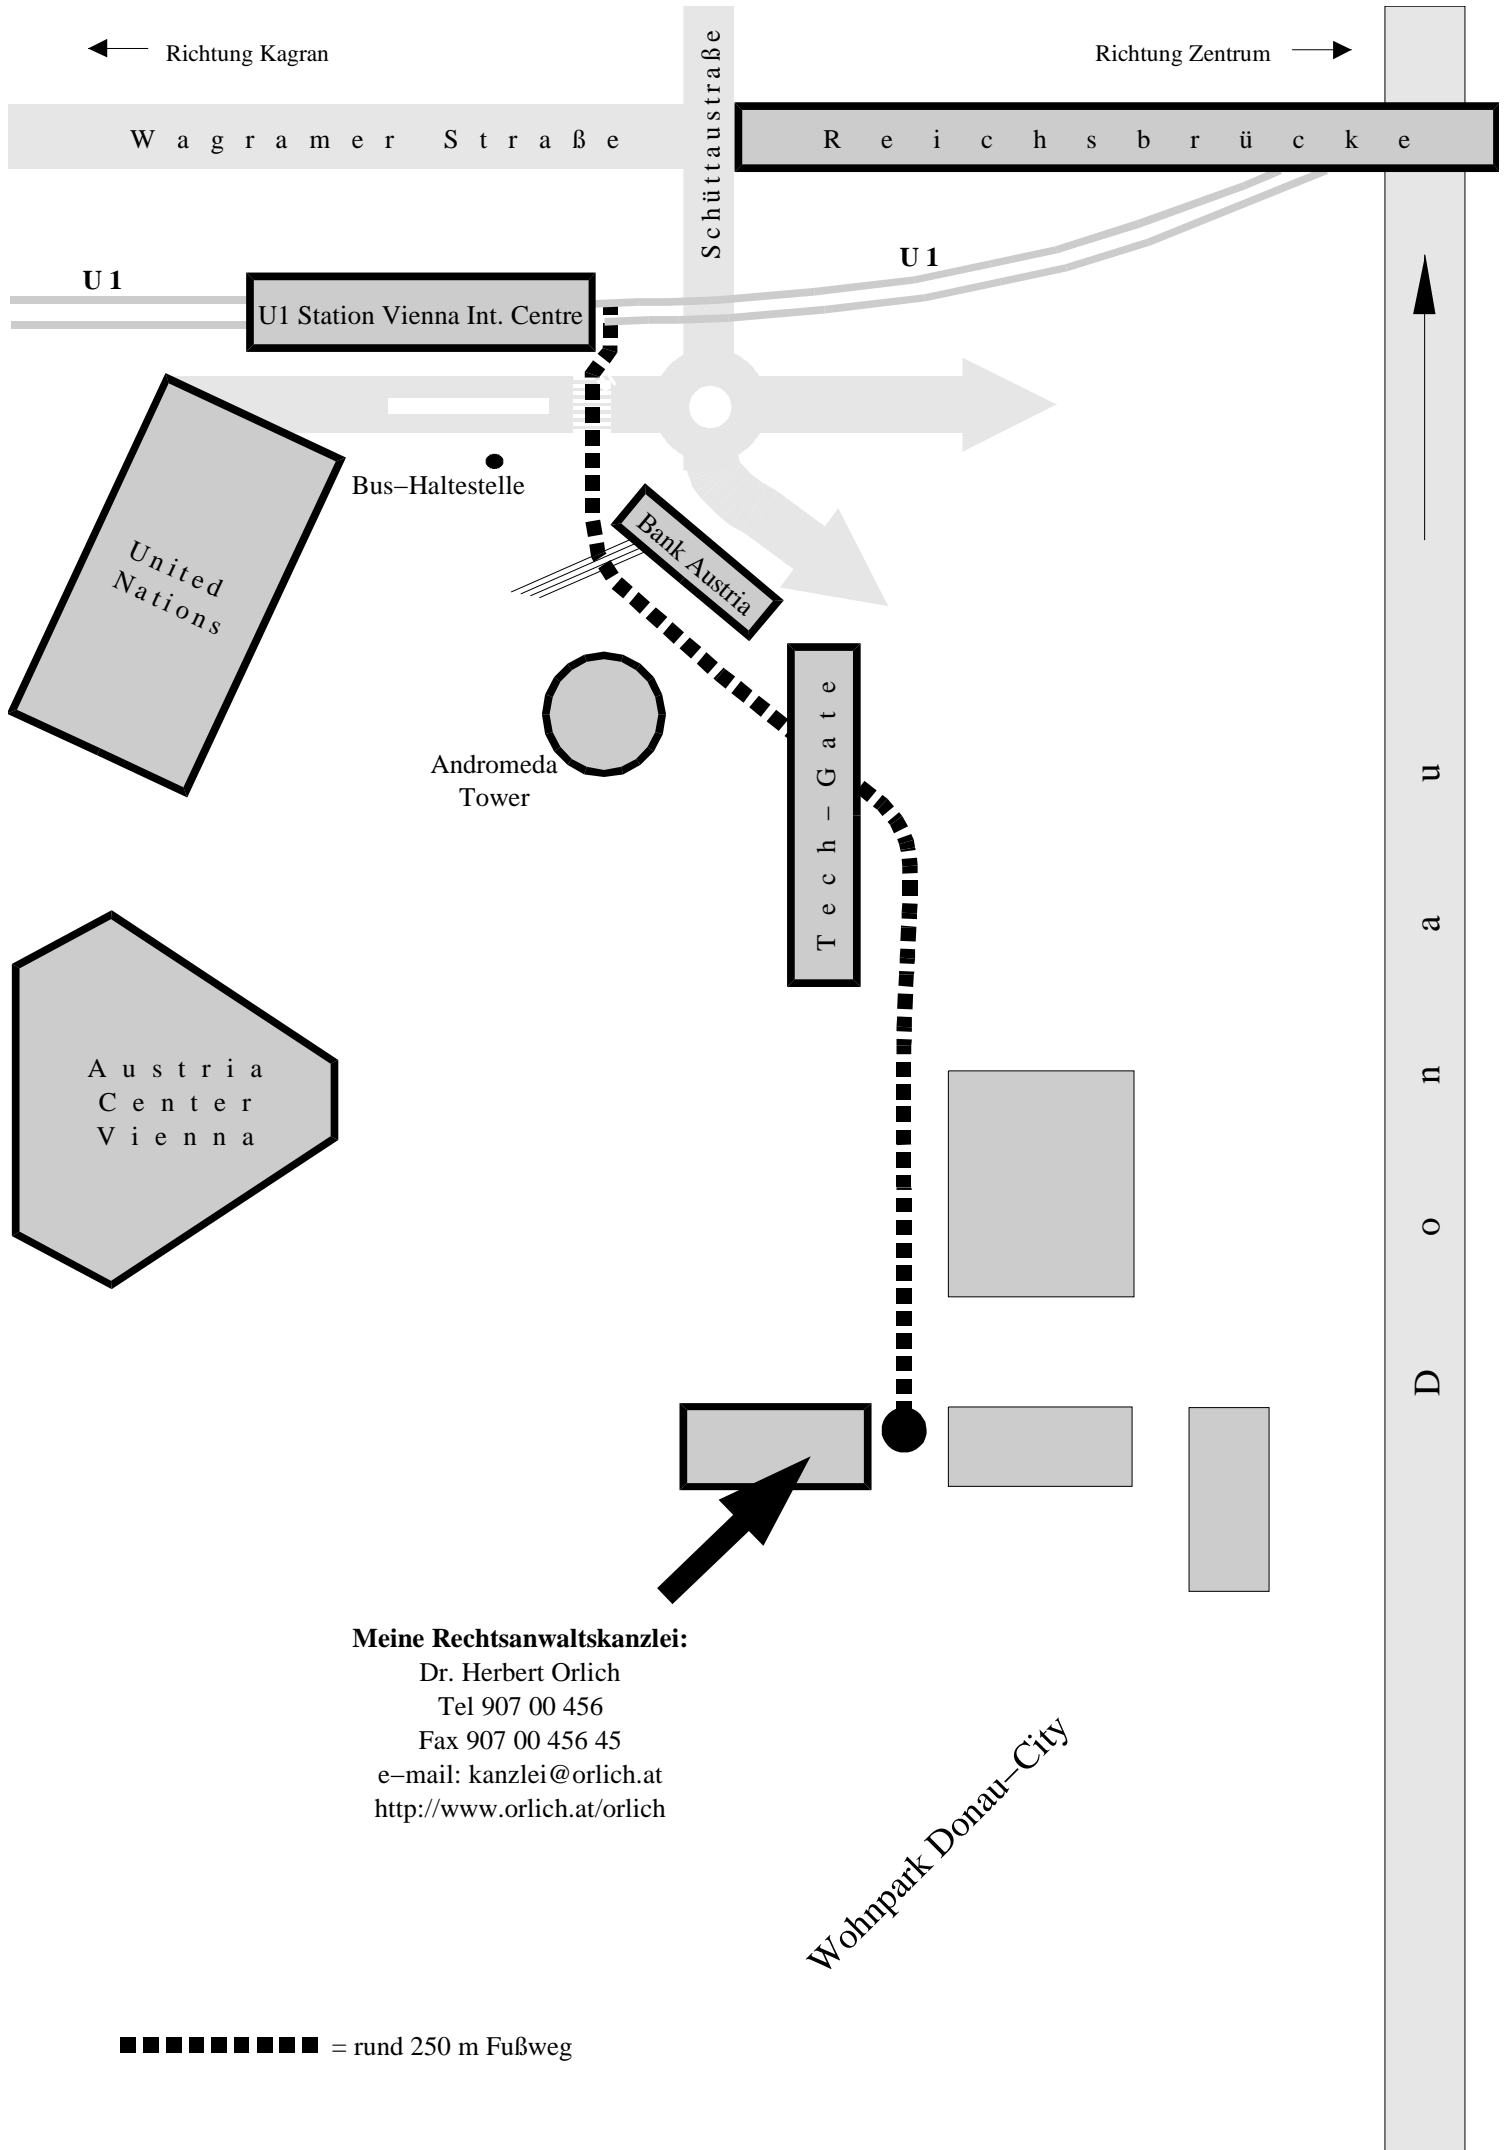 Richtung Kagran
Richtung Zentrum
Wagramer Straße
Schüttaustraße
Reichsbrücke
U 1
U 1
U1 Station Vienna Int. Centre
Bus–Haltestelle
United
Nations
Bank Austria
Andromeda
Tower
Tech–Gate
Donau
Austria
Center
Vienna
Meine Rechtsanwaltskanzlei:
Dr. Herbert Orlich
Tel 907 00 456
Fax 907 00 456 45
e–mail: kanzlei@orlich.at
http://www.orlich.at/orlich
Wohnpark Donau–City
= rund 250 m Fußweg